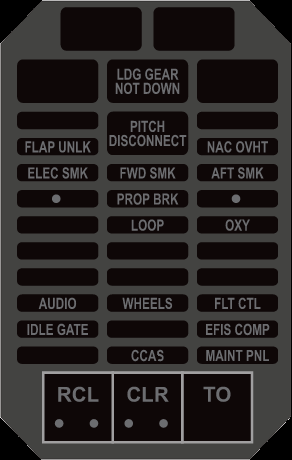 LDG GEAR
NOT DOWN
PITCH
DISCONNECT
FLAP UNLK
NAC OVHT
ELEC SMK
FWD SMK
AFT SMK
PROP BRK
LOOP
OXY
AUDIO
WHEELS
FLT CTL
IDLE GATE
EFIS COMP
CCAS
MAINT PNL
RCL
CLR
TO